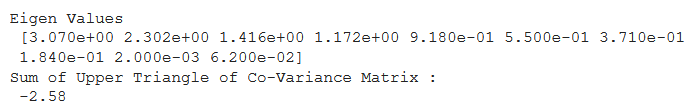 Eigen Values
[3.070e+00 2.302e+00 1.416e+00 1.172e+00 9.180e-01 5.500e-01 3.710e-01
1.840e-01 2.000e-03 6.200e-02]
Sum of Upper Triangle of Co-Variance Matrix :
-2.58